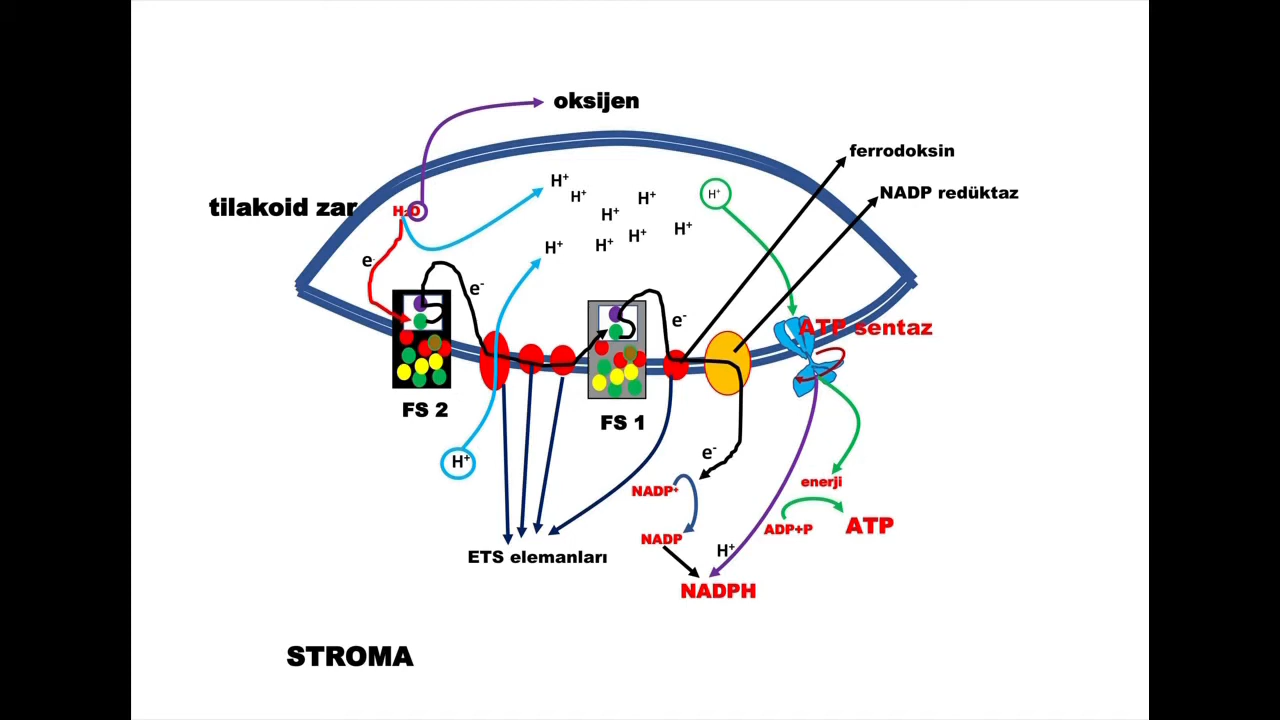 oksijen
ferrodoksin
NADP redüktaz
tilakoid zar
H₂O
H⁺
H⁺
H⁺
H⁺
H⁺
H⁺
H⁺
H⁺
H⁺
e⁻
e⁻
e⁻
ATP sentaz
FS 2
FS 1
H⁺
e⁻
NADP⁺
enerji
ADP+P
ATP
NADP
H⁺
ETS elemanları
NADPH
STROMA